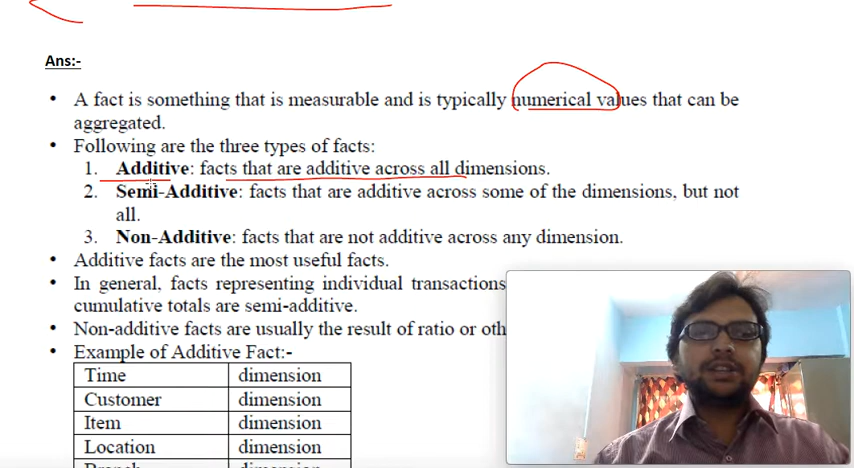 Ans:-
• A fact is something that is measurable and is typically numerical values that can be
aggregated.
• Following are the three types of facts:
1. Additive: facts that are additive across all dimensions.
2. Semi-Additive: facts that are additive across some of the dimensions, but not
all.
3. Non-Additive: facts that are not additive across any dimension.
• Additive facts are the most useful facts.
• In general, facts representing individual transactions
cumulative totals are semi-additive.
• Non-additive facts are usually the result of ratio or
• Example of Additive Fact:-
Time dimension
Customer dimension
Item dimension
Location dimension